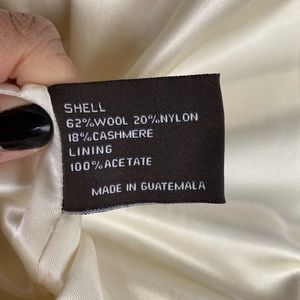 SHELL
62%WOOL 20%NYLON
18%CASHMERE
LINING
100%ACETATE
MADE IN GUATEMALA